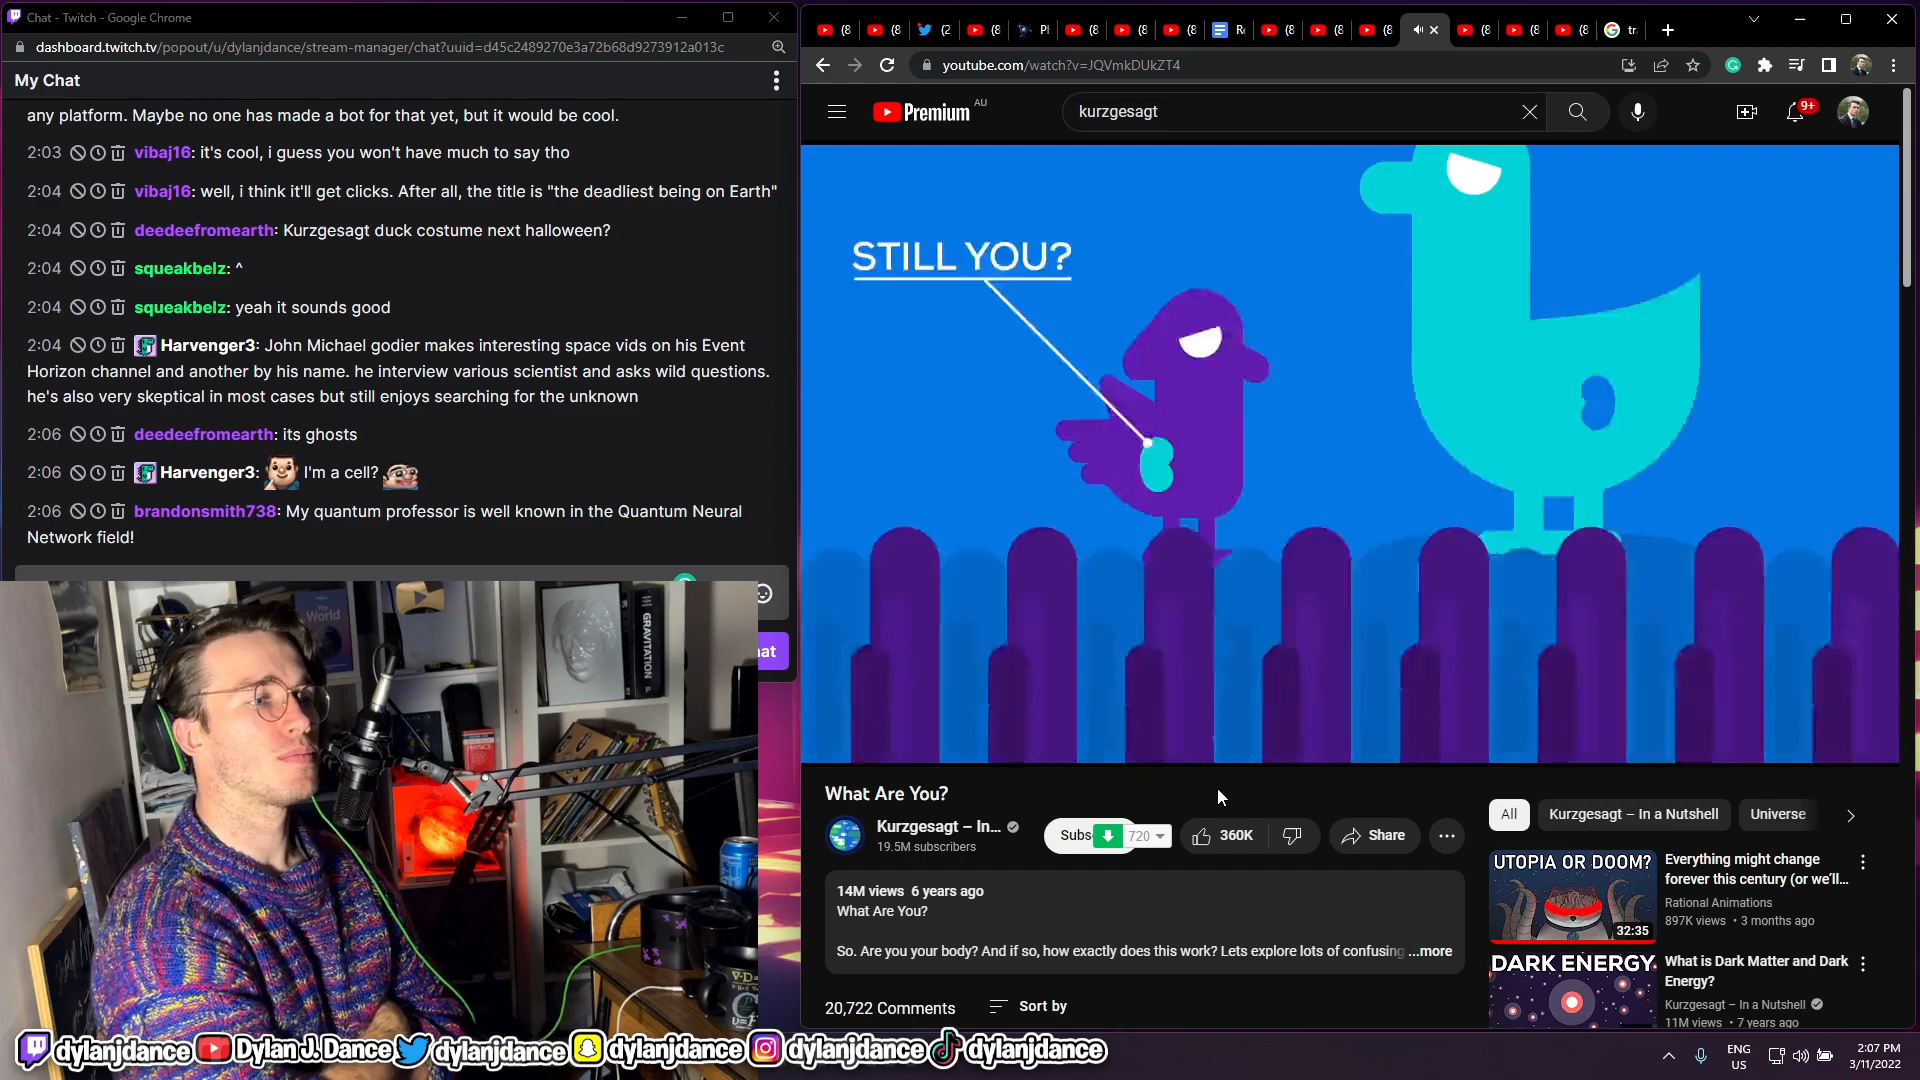 Chat - Twitch - Google Chrome
dashboard.twitch.tv/popout/u/dylanjdance/stream-manager/chat?uuid=d45c2489270e3a72b68d9273912a013c
My Chat
any platform. Maybe no one has made a bot for that yet, but it would be cool.
2:03 vibaj16: it's cool, i guess you won't have much to say tho
2:04 vibaj16: well, i think it'll get clicks. After all, the title is "the deadliest being on Earth"
2:04 deedeefromearth: Kurzgesagt duck costume next halloween?
2:04 squeakbelz: ^
2:04 squeakbelz: yeah it sounds good
2:04 Harvenger3: John Michael godier makes interesting space vids on his Event
Horizon channel and another by his name. he interview various scientist and asks wild questions.
he's also very skeptical in most cases but still enjoys searching for the unknown
2:06 deedeefromearth: its ghosts
2:06 Harvenger3: I'm a cell?
2:06 brandonsmith738: My quantum professor is well known in the Quantum Neural
Network field!
hat
The World
GRAVITATION
PHYSICS
youtube.com/watch?v=JQVmkDUkZT4
Premium AU
kurzgesagt
9+
STILL YOU?
What Are You?
Kurzgesagt – In...
19.5M subscribers
Subs
720
360K
Share
14M views 6 years ago
What Are You?
So. Are you your body? And if so, how exactly does this work? Lets explore lots of confusing ...more
20,722 Comments
Sort by
All
Kurzgesagt – In a Nutshell
Universe
UTOPIA OR DOOM?
32:35
Everything might change
forever this century (or we'll...
Rational Animations
897K views • 3 months ago
DARK ENERGY
What is Dark Matter and Dark
Energy?
Kurzgesagt – In a Nutshell
11M views • 7 years ago
dylanjdance
Dylan J. Dance
dylanjdance
dylanjdance
dylanjdance
dylanjdance
ENG
US
2:07 PM
3/11/2022